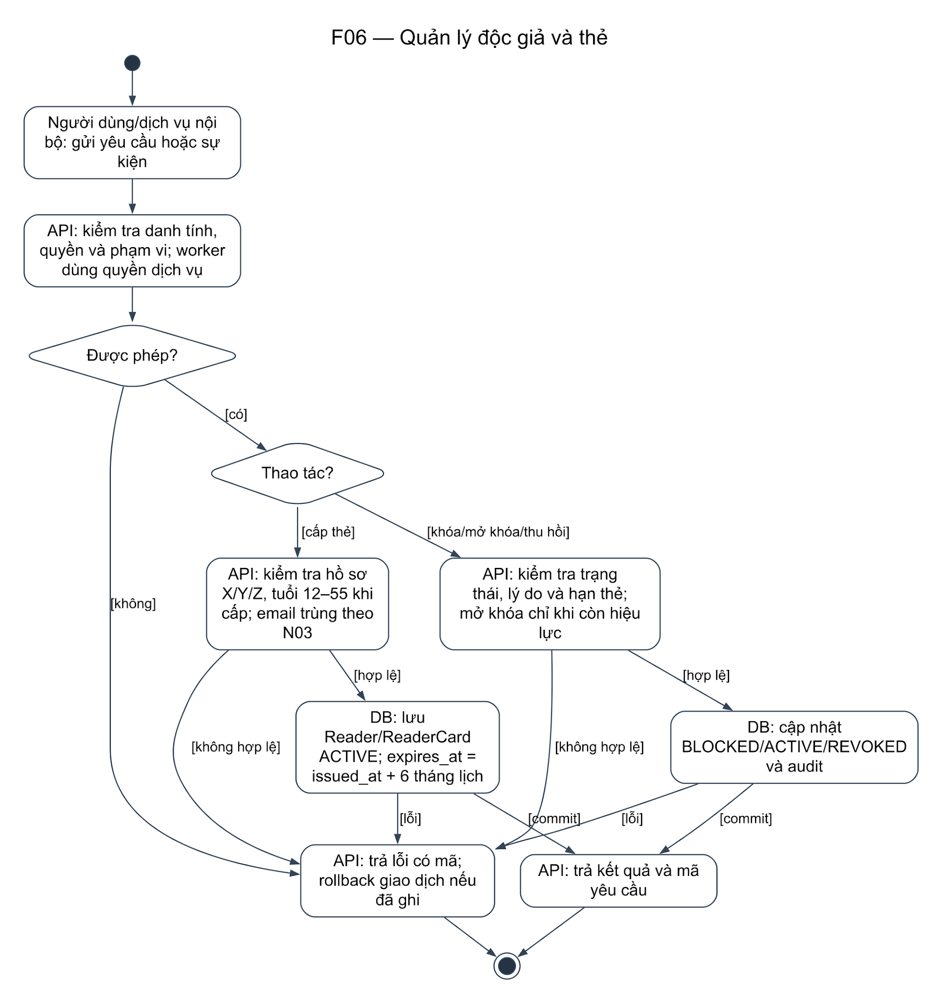 F06 — Quản lý độc giả và thẻ
Người dùng/dịch vụ nội
bộ: gửi yêu cầu hoặc sự
kiện
API: kiểm tra danh tính,
quyền và phạm vi; worker
dùng quyền dịch vụ
Được phép?
[có]
Thao tác?
[cấp thẻ]
[khóa/mở khóa/thu hồi]
[không]
API: kiểm tra hồ sơ
X/Y/Z, tuổi 12–55 khi
cấp; email trùng theo
N03
API: kiểm tra trạng
thái, lý do và hạn thẻ;
mở khóa chỉ khi còn hiệu
lực
[hợp lệ]
[hợp lệ]
[không hợp lệ]
DB: lưu
Reader/ReaderCard
ACTIVE; expires_at =
issued_at + 6 tháng lịch
[không hợp lệ]
DB: cập nhật
BLOCKED/ACTIVE/REVOKED
và audit
[lỗi]
[commit]
[lỗi]
[commit]
API: trả lỗi có mã;
rollback giao dịch nếu
đã ghi
API: trả kết quả và mã
yêu cầu